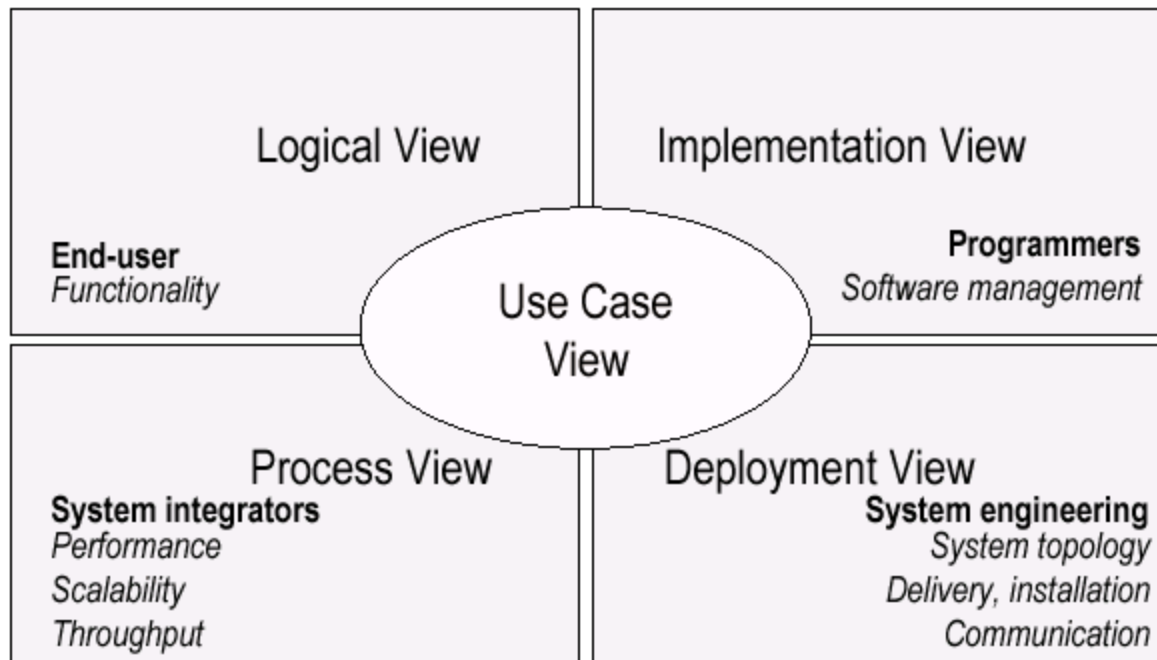 Logical View
Implementation View
End-user
Functionality
Programmers
Software management
Use Case
View
Process View
System integrators
Performance
Scalability
Throughput
Deployment View
System engineering
System topology
Delivery, installation
Communication